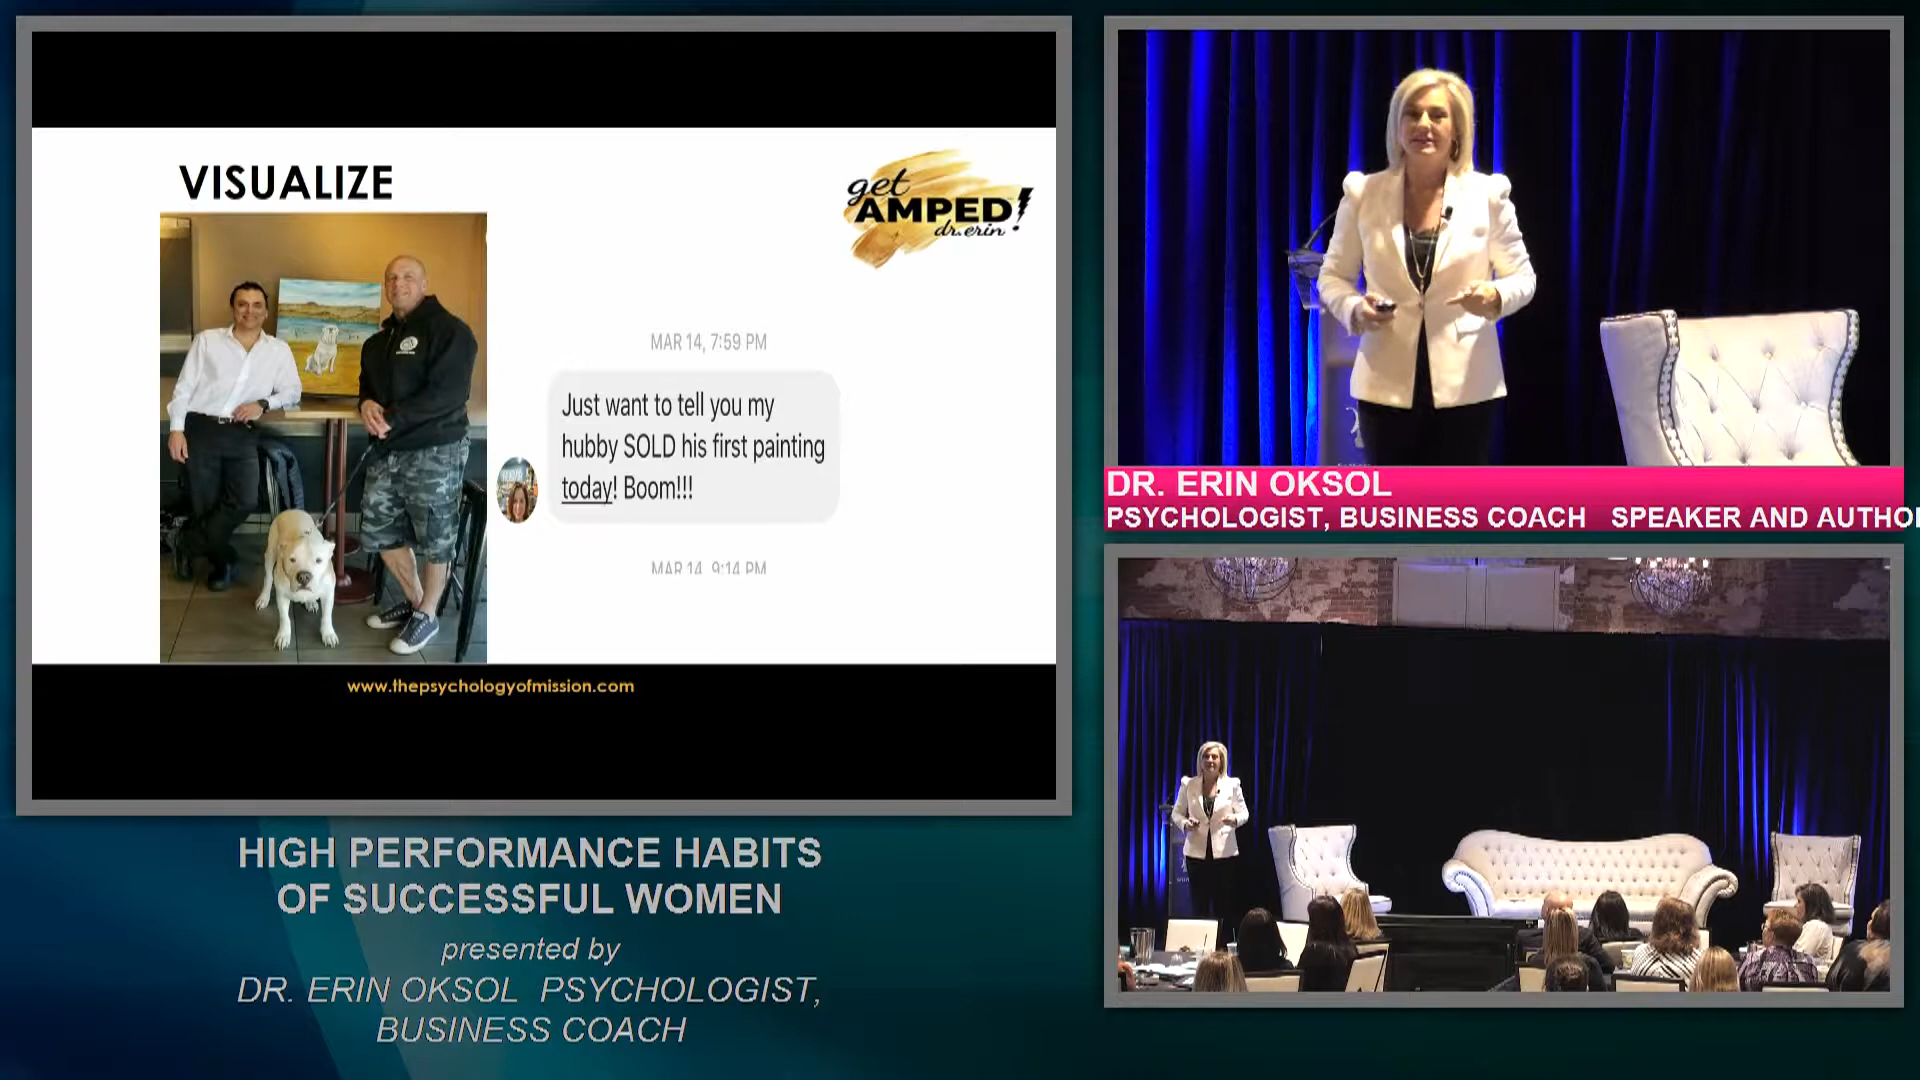 VISUALIZE
get
AMPED!
dr.erin
MAR 14, 7:59 PM
Just want to tell you my
hubby SOLD his first painting
today! Boom!!!
MAR 14, 9:14 PM
www.thepsychologyofmission.com
DR. ERIN OKSOL
PSYCHOLOGIST, BUSINESS COACH SPEAKER AND AUTHO
HIGH PERFORMANCE HABITS
OF SUCCESSFUL WOMEN
presented by
DR. ERIN OKSOL PSYCHOLOGIST,
BUSINESS COACH